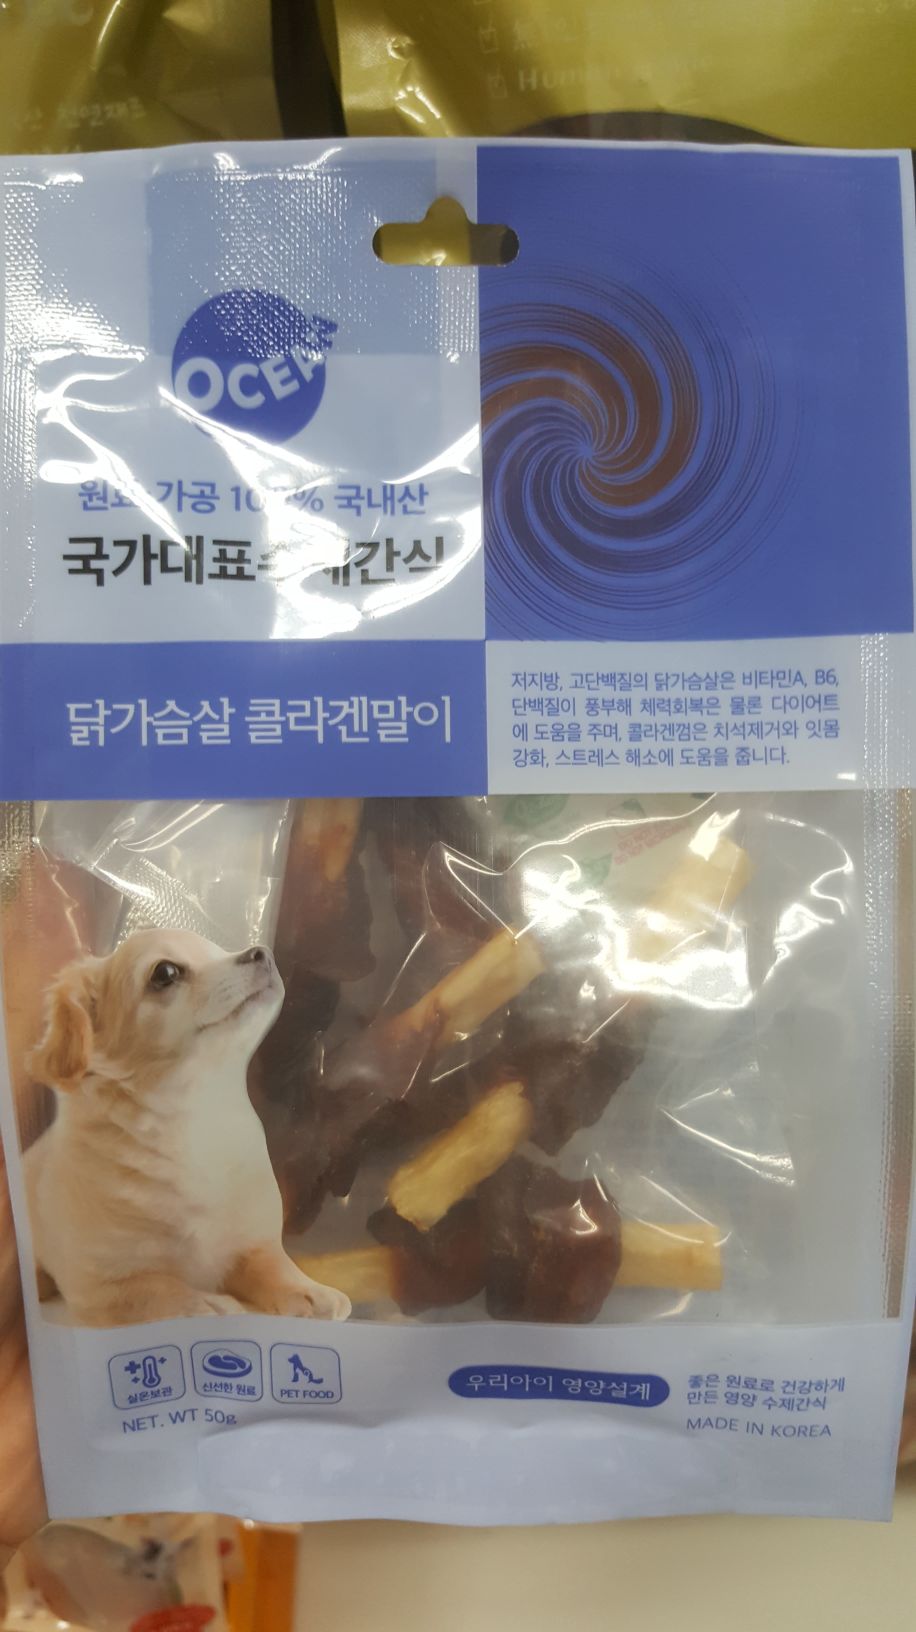 OCEAN
가공 100% 국내산
국가대표수제간식
닭가슴살 콜라겐말이
저지방, 고단백질의 닭가슴살은 비타민A, B6,
단백질이 풍부해 체력회복은 물론 다이어트
에 도움을 주며, 콜라겐껌은 치석제거와 잇몸
강화, 스트레스 해소에 도움을 줍니다.
실온보관
신선한 원료
PET FOOD
NET. WT 50g
우리아이 영양설계
좋은 원료로 건강하게
만든 영양 수제간식
MADE IN KOREA